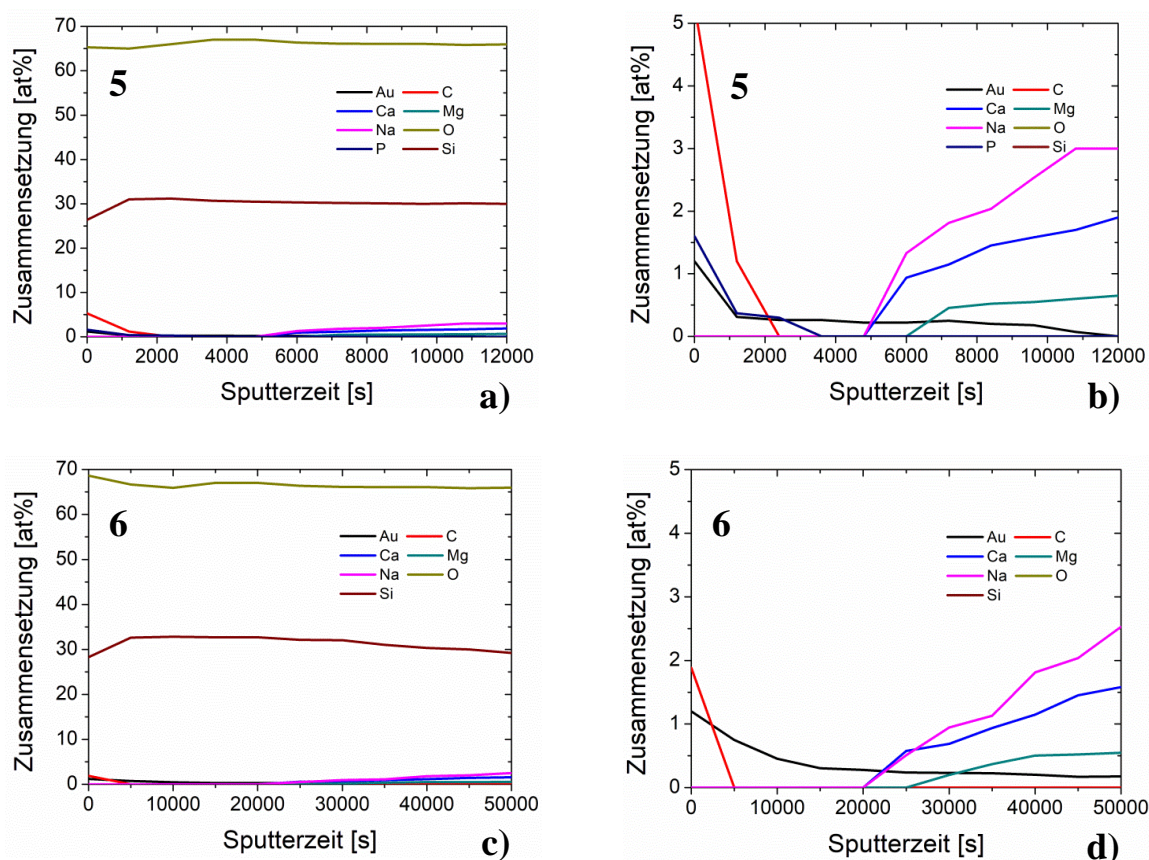 Zusammensetzung [at%]
70
60
50
40
30
20
10
0
5
Au C
Ca Mg
Na O
P Si
0 2000 4000 6000 8000 10000 12000
Sputterzeit [s]
a)
Zusammensetzung [at%]
5
4
3
2
1
0
5
Au C
Ca Mg
Na O
P Si
0 2000 4000 6000 8000 10000 12000
Sputterzeit [s]
b)
Zusammensetzung [at%]
70
60
50
40
30
20
10
0
6
Au C
Ca Mg
Na O
Si
0 10000 20000 30000 40000 50000
Sputterzeit [s]
c)
Zusammensetzung [at%]
5
4
3
2
1
0
6
Au C
Ca Mg
Na O
Si
0 10000 20000 30000 40000 50000
Sputterzeit [s]
d)